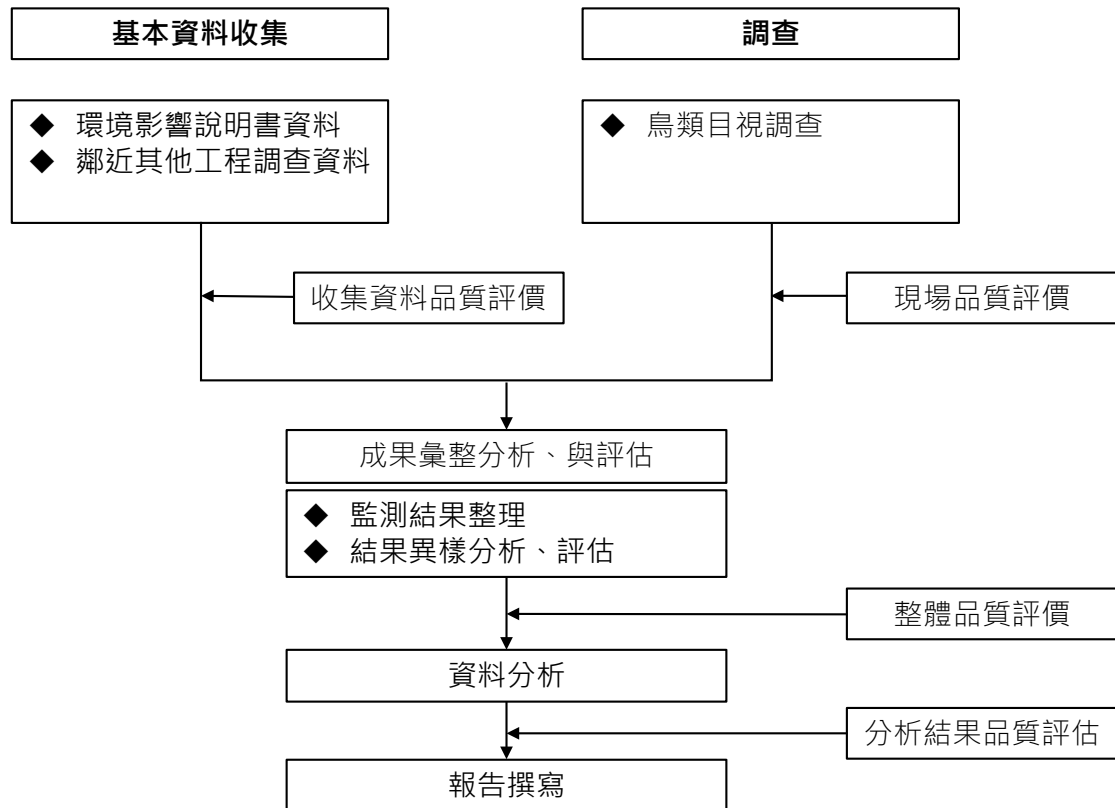 基本資料收集
調查
◆ 環境影響說明書資料
◆ 鄰近其他工程調查資料
◆ 鳥類目視調查
收集資料品質評價
現場品質評價
成果彙整分析、與評估
◆ 監測結果整理
◆ 結果異樣分析、評估
整體品質評價
資料分析
分析結果品質評估
報告撰寫